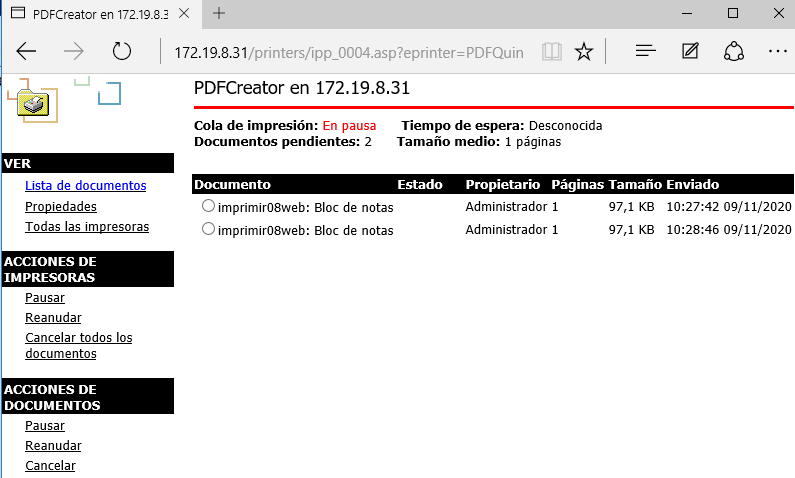 PDFCreator en 172.19.8.3
172.19.8.31/printers/ipp_0004.asp?eprinter=PDFQuin
PDFCreator en 172.19.8.31
Cola de impresión: En pausa Tiempo de espera: Desconocida
Documentos pendientes: 2 Tamaño medio: 1 páginas
VER
Lista de documentos
Propiedades
Todas las impresoras
ACCIONES DE
IMPRESORAS
Pausar
Reanudar
Cancelar todos los
documentos
ACCIONES DE
DOCUMENTOS
Pausar
Reanudar
Cancelar
Documento Estado Propietario Páginas Tamaño Enviado
imprimir08web: Bloc de notas Administrador 1 97,1 KB 10:27:42 09/11/2020
imprimir08web: Bloc de notas Administrador 1 97,1 KB 10:28:46 09/11/2020